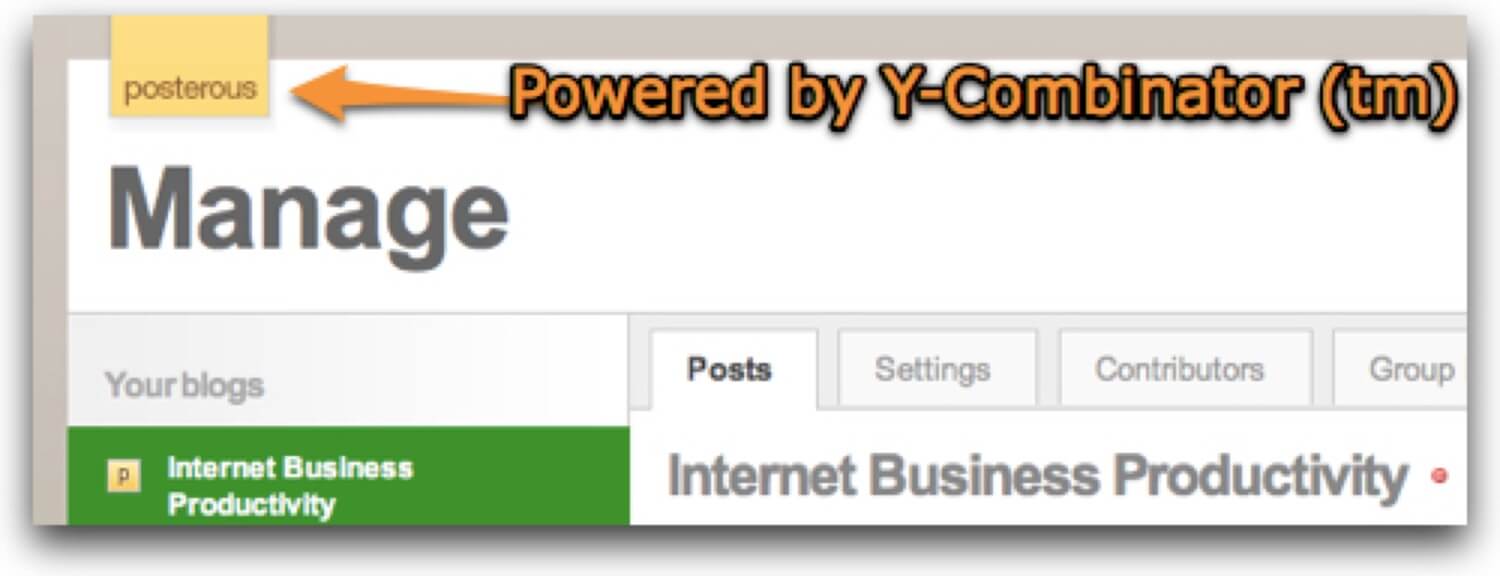 posterous
Powered by Y-Combinator (tm)
Manage
Your blogs
Posts
Settings
Contributors
Group
p
Internet Business
Productivity
Internet Business Productivity